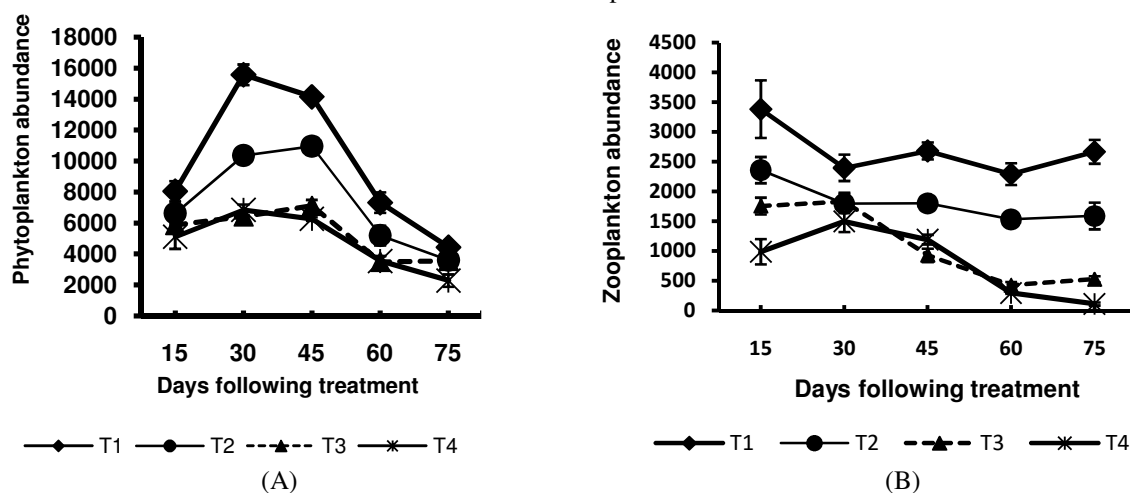 Phytoplankton abundance
18000
16000
14000
12000
10000
8000
6000
4000
2000
0
15 30 45 60 75
Days following treatment
T1 T2 T3 T4
(A)
Zooplankton abundance
4500
4000
3500
3000
2500
2000
1500
1000
500
0
15 30 45 60 75
Days following treatment
T1 T2 T3 T4
(B)